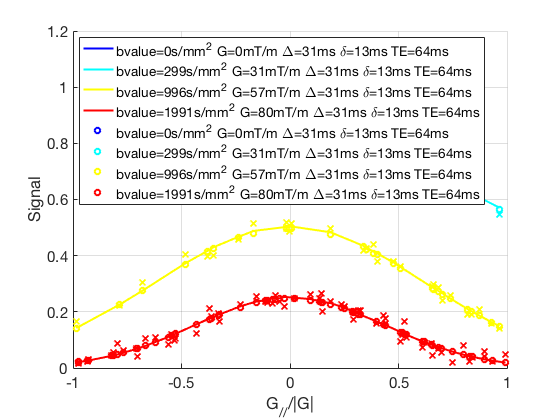 1.2
1
0.8
0.6
0.4
0.2
0
Signal
bvalue=0s/mm² G=0mT/m Δ=31ms δ=13ms TE=64ms
bvalue=299s/mm² G=31mT/m Δ=31ms δ=13ms TE=64ms
bvalue=996s/mm² G=57mT/m Δ=31ms δ=13ms TE=64ms
bvalue=1991s/mm² G=80mT/m Δ=31ms δ=13ms TE=64ms
bvalue=0s/mm² G=0mT/m Δ=31ms δ=13ms TE=64ms
bvalue=299s/mm² G=31mT/m Δ=31ms δ=13ms TE=64ms
bvalue=996s/mm² G=57mT/m Δ=31ms δ=13ms TE=64ms
bvalue=1991s/mm² G=80mT/m Δ=31ms δ=13ms TE=64ms
-1 -0.5 0 0.5 1
G_{//}/|G|